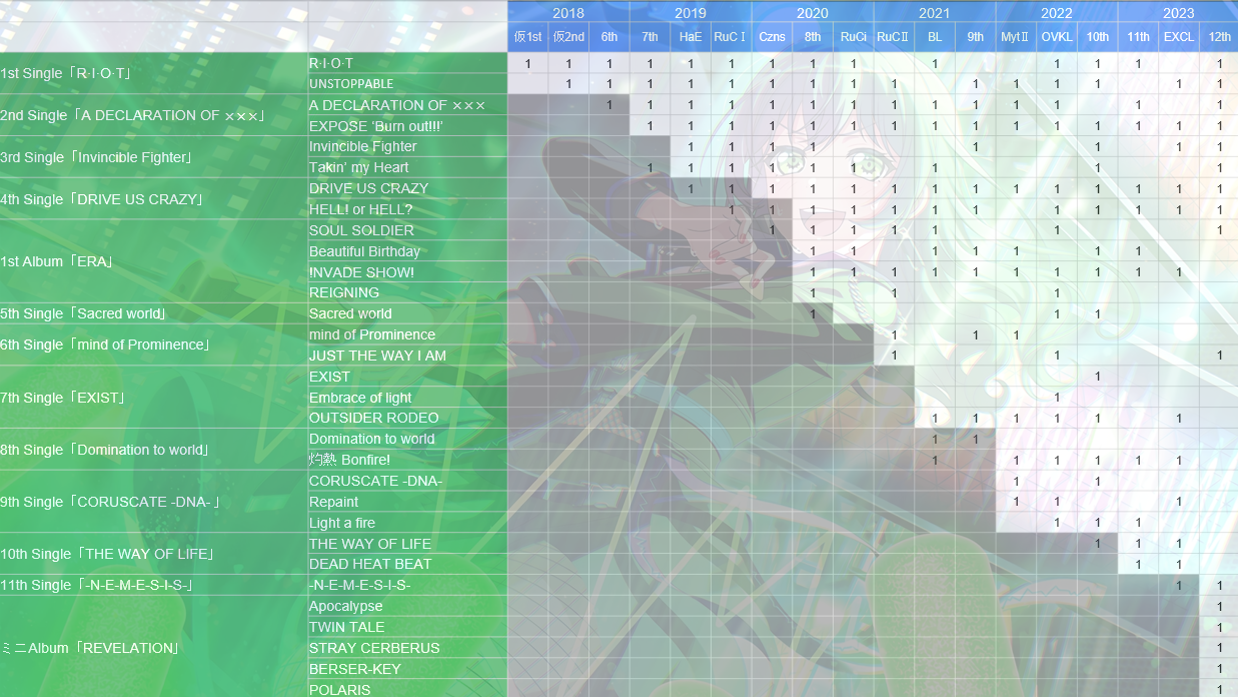 2018 2019 2020 2021 2022 2023
仮1st 仮2nd 6th 7th HaE RuCⅠ Czns 8th RuCi RuCⅡ BL 9th MytⅡ OVKL 10th 11th EXCL 12th
1st Single「R·I·O·T」
R·I·O·T 1 1 1 1 1 1 1 1 1 1 1 1 1 1
UNSTOPPABLE 1 1 1 1 1 1 1 1 1 1 1 1 1 1
2nd Single「A DECLARATION OF ×××」
A DECLARATION OF ××× 1 1 1 1 1 1 1 1 1 1 1 1 1 1
EXPOSE ‘Burn out!!!’ 1 1 1 1 1 1 1 1 1 1 1 1 1 1 1
3rd Single「Invincible Fighter」
Invincible Fighter 1 1 1 1 1 1 1 1
Takin’ my Heart 1 1 1 1 1 1 1 1 1
4th Single「DRIVE US CRAZY」
DRIVE US CRAZY 1 1 1 1 1 1 1 1 1 1 1 1 1 1
HELL! or HELL? 1 1 1 1 1 1 1 1 1 1 1 1
1st Album「ERA」
SOUL SOLDIER 1 1 1 1 1 1 1
Beautiful Birthday 1 1 1 1 1 1 1 1
!NVADE SHOW! 1 1 1 1 1 1 1 1 1 1
REIGNING 1 1 1
5th Single「Sacred world」
Sacred world 1 1 1
6th Single「mind of Prominence」
mind of Prominence 1 1 1
JUST THE WAY I AM 1 1 1
7th Single「EXIST」
EXIST 1
Embrace of light 1
OUTSIDER RODEO 1 1 1 1 1 1
8th Single「Domination to world」
Domination to world 1 1
灼熱 Bonfire! 1 1 1 1 1 1
9th Single「CORUSCATE -DNA- 」
CORUSCATE -DNA- 1 1
Repaint 1 1 1
Light a fire 1 1 1
10th Single「THE WAY OF LIFE」
THE WAY OF LIFE 1 1 1
DEAD HEAT BEAT 1 1
11th Single「-N-E-M-E-S-I-S-」
-N-E-M-E-S-I-S- 1 1
ミニAlbum「REVELATION」
Apocalypse 1
TWIN TALE 1
STRAY CERBERUS 1
BERSER-KEY 1
POLARIS 1